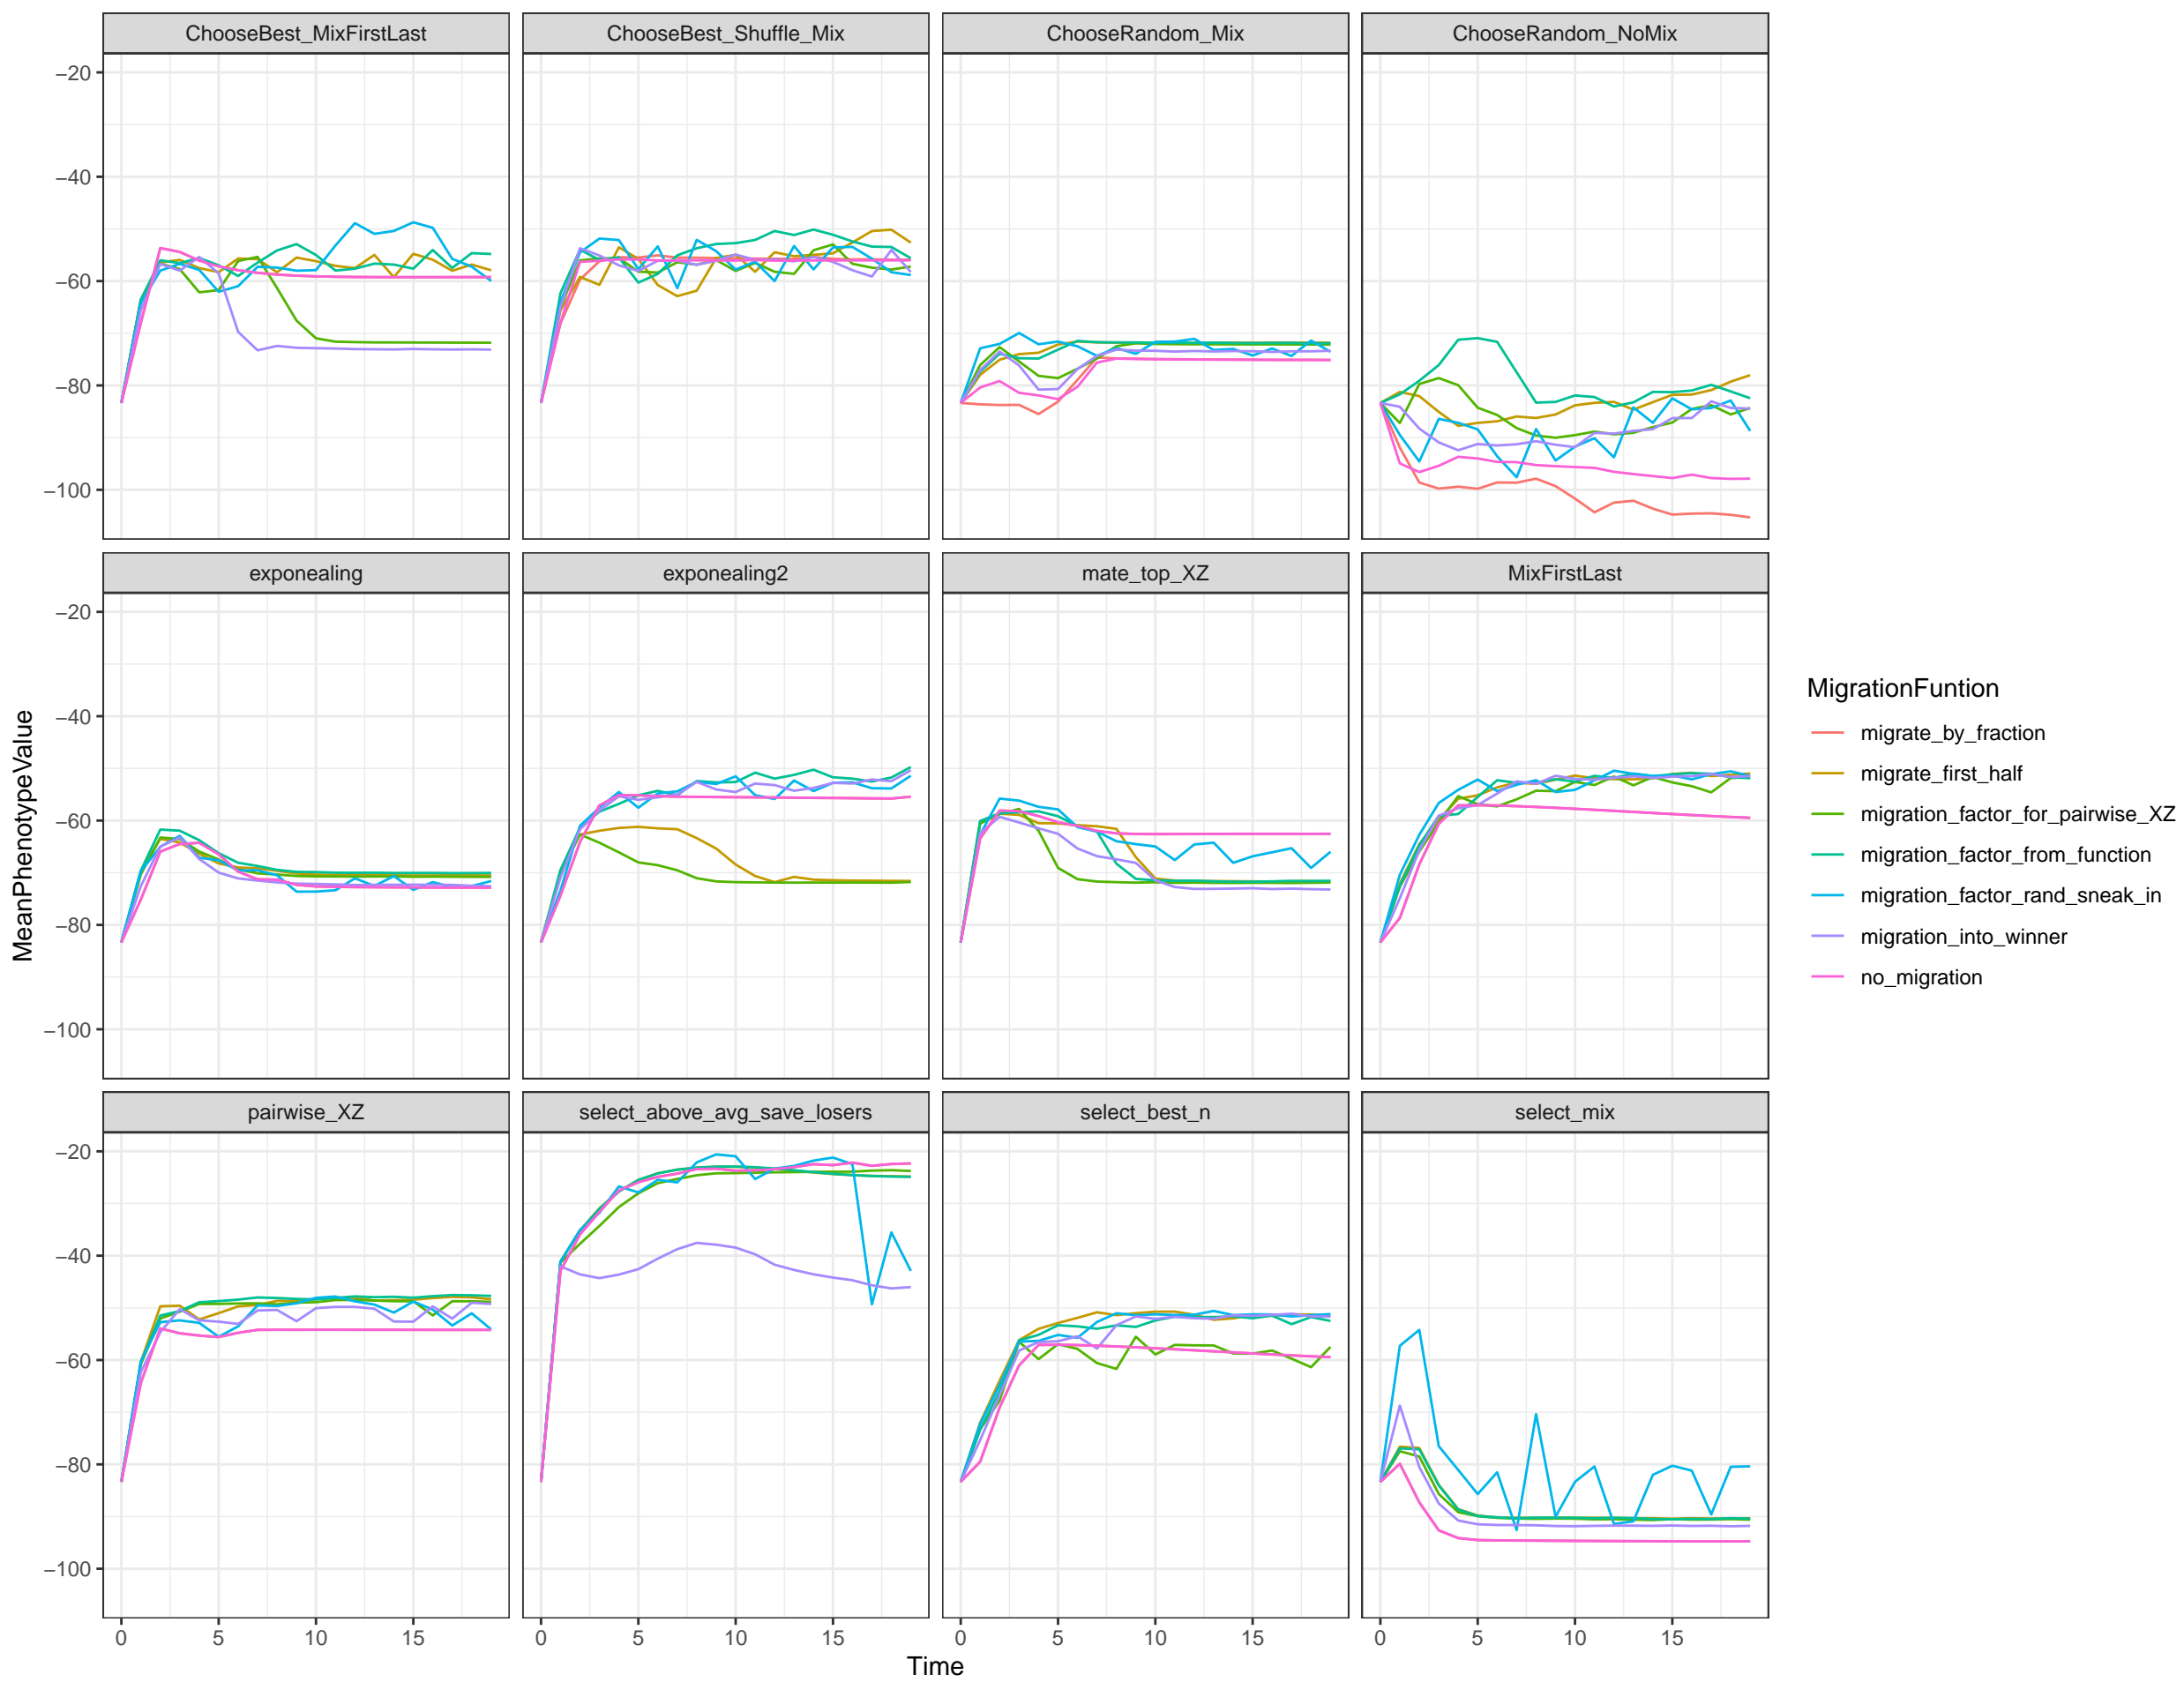 ChooseBest_MixFirstLast
ChooseBest_Shuffle_Mix
ChooseRandom_Mix
ChooseRandom_NoMix
−20
−40
−60
−80
−100
exponealing
exponealing2
mate_top_XZ
MixFirstLast
−20
−40
−60
−80
−100
pairwise_XZ
select_above_avg_save_losers
select_best_n
select_mix
−20
−40
−60
−80
−100
0 5 10 15
0 5 10 15
0 5 10 15
0 5 10 15
Time
MeanPhenotypeValue
MigrationFuntion
migrate_by_fraction
migrate_first_half
migration_factor_for_pairwise_XZ
migration_factor_from_function
migration_factor_rand_sneak_in
migration_into_winner
no_migration